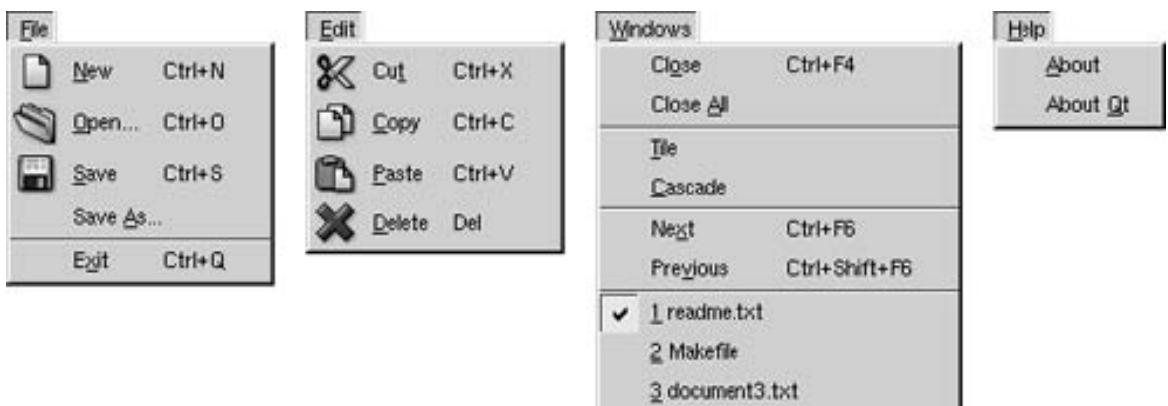 File
New Ctrl+N
Open... Ctrl+O
Save Ctrl+S
Save As...
Exit Ctrl+Q
Edit
Cut Ctrl+X
Copy Ctrl+C
Paste Ctrl+V
Delete Del
Windows
Close Ctrl+F4
Close All
Tile
Cascade
Next Ctrl+F6
Previous Ctrl+Shift+F6
1 readme.txt
2 Makefile
3 document3.txt
Help
About
About Qt